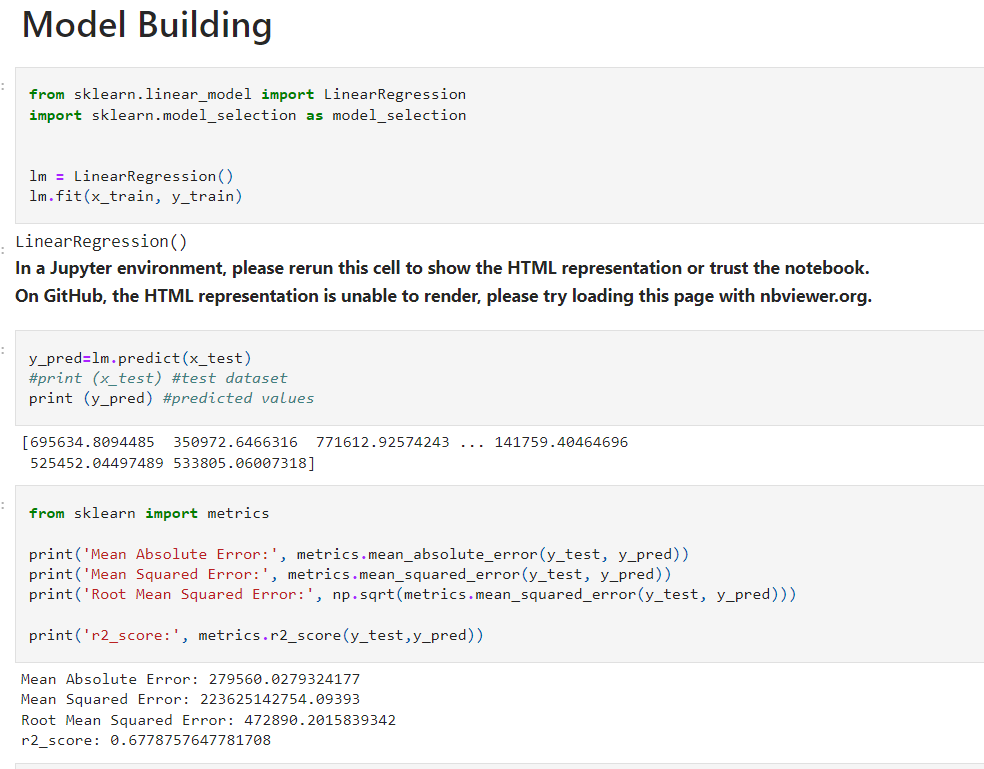 Model Building
from sklearn.linear_model import LinearRegression
import sklearn.model_selection as model_selection
lm = LinearRegression()
lm.fit(x_train, y_train)
LinearRegression()
In a Jupyter environment, please rerun this cell to show the HTML representation or trust the notebook.
On GitHub, the HTML representation is unable to render, please try loading this page with nbviewer.org.
y_pred=lm.predict(x_test)
#print (x_test) #test dataset
print (y_pred) #predicted values
[695634.8094485  350972.6466316  771612.92574243 ... 141759.40464696
 525452.04497489 533805.06007318]
from sklearn import metrics
print('Mean Absolute Error:', metrics.mean_absolute_error(y_test, y_pred))
print('Mean Squared Error:', metrics.mean_squared_error(y_test, y_pred))
print('Root Mean Squared Error:', np.sqrt(metrics.mean_squared_error(y_test, y_pred)))
print('r2_score:', metrics.r2_score(y_test,y_pred))
Mean Absolute Error: 279560.0279324177
Mean Squared Error: 223625142754.09393
Root Mean Squared Error: 472890.2015839342
r2_score: 0.6778757647781708